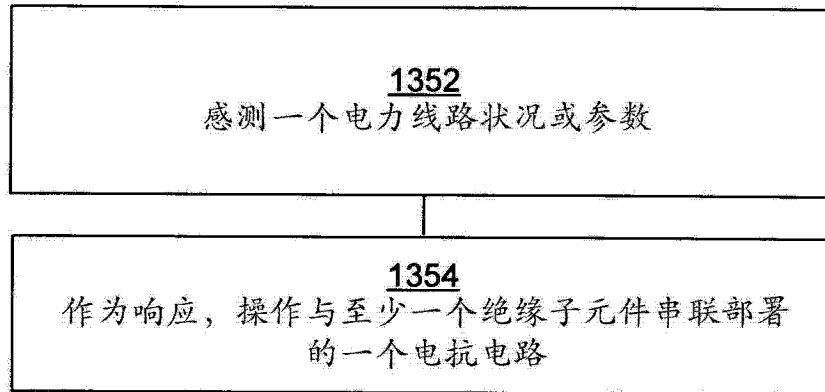 1352
感测一个电力线路状况或参数
1354
作为响应，操作与至少一个绝缘子元件串联部署
的一个电抗电路